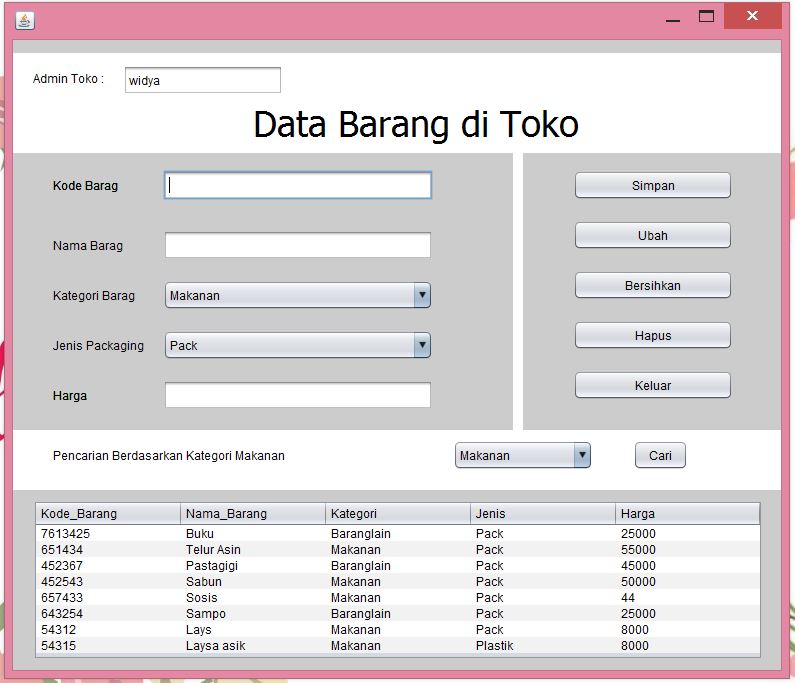 Admin Toko : widya
Data Barang di Toko
Kode Barag
Nama Barag
Kategori Barag Makanan
Jenis Packaging Pack
Harga
Simpan
Ubah
Bersihkan
Hapus
Keluar
Pencarian Berdasarkan Kategori Makanan Makanan Cari
Kode_Barang Nama_Barang Kategori Jenis Harga
7613425 Buku Baranglain Pack 25000
651434 Telur Asin Makanan Pack 55000
452367 Pastagigi Baranglain Pack 45000
452543 Sabun Makanan Pack 50000
657433 Sosis Makanan Pack 44
643254 Sampo Baranglain Pack 25000
54312 Lays Makanan Pack 8000
54315 Laysa asik Makanan Plastik 8000